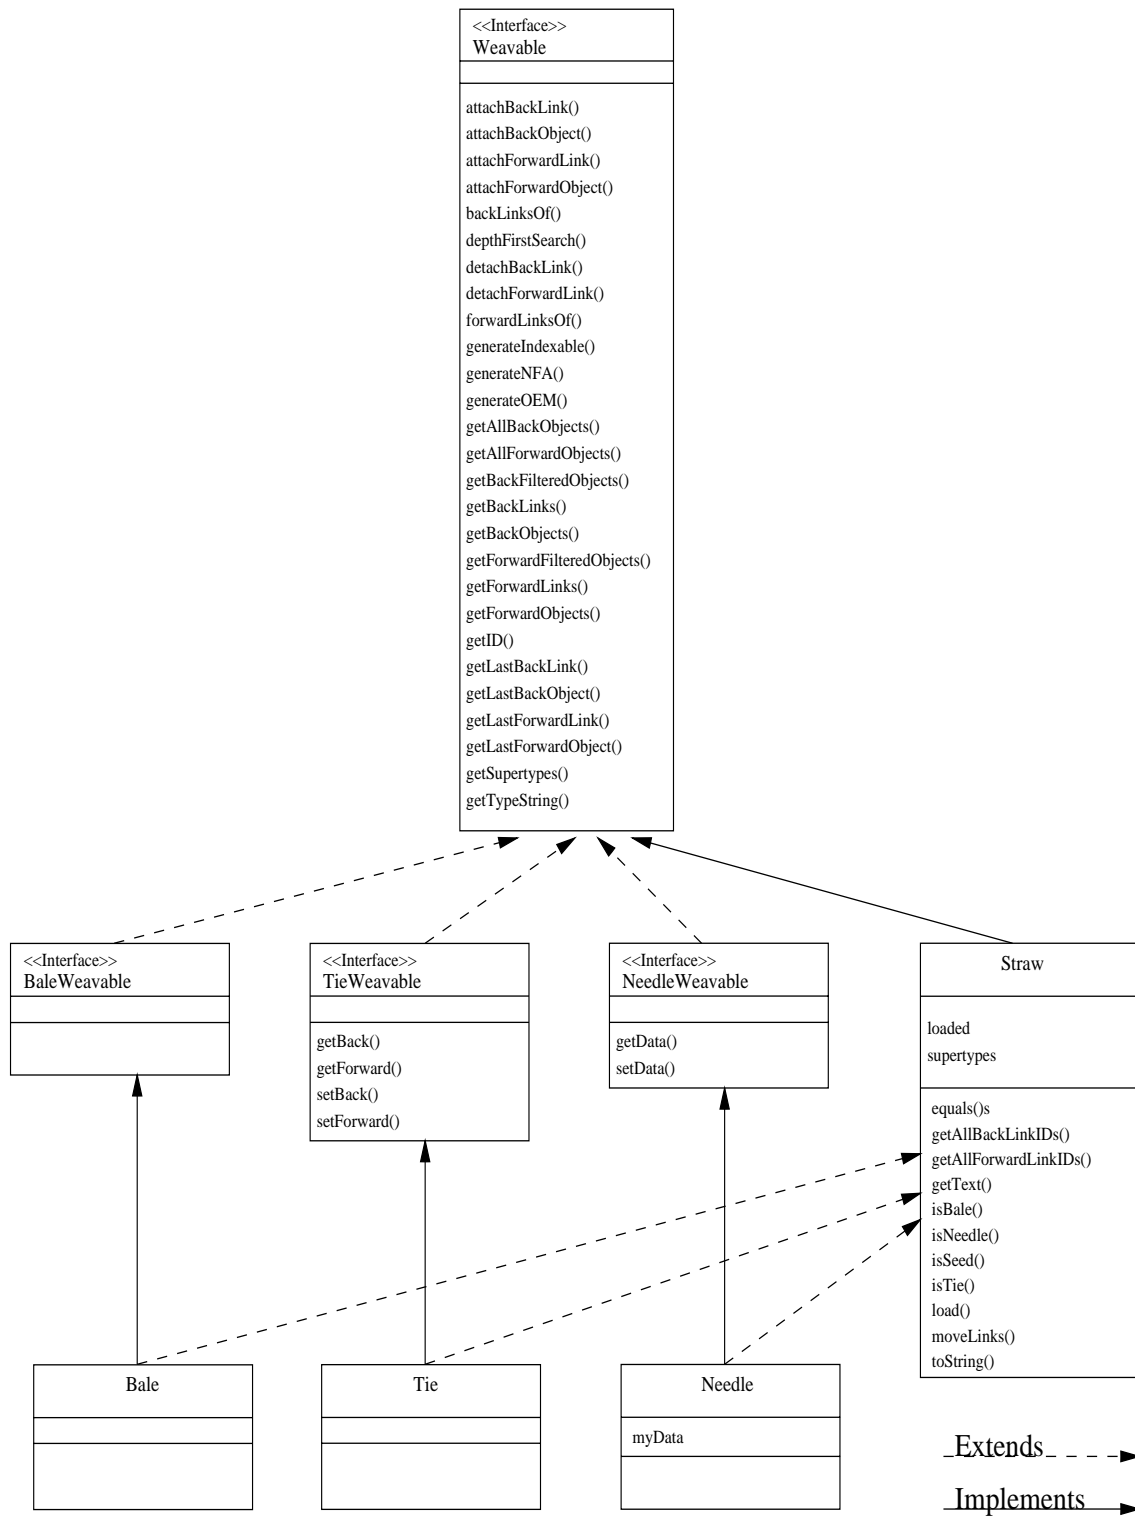 <<Interface>>
Weavable
attachBackLink()
attachBackObject()
attachForwardLink()
attachForwardObject()
backLinksOf()
depthFirstSearch()
detachBackLink()
detachForwardLink()
forwardLinksOf()
generateIndexable()
generateNFA()
generateOEM()
getAllBackObjects()
getAllForwardObjects()
getBackFilteredObjects()
getBackLinks()
getBackObjects()
getForwardFilteredObjects()
getForwardLinks()
getForwardObjects()
getID()
getLastBackLink()
getLastBackObject()
getLastForwardLink()
getLastForwardObject()
getSupertypes()
getTypeString()
<<Interface>>
BaleWeavable
<<Interface>>
TieWeavable
getBack()
getForward()
setBack()
setForward()
<<Interface>>
NeedleWeavable
getData()
setData()
Straw
loaded
supertypes
equals()s
getAllBackLinkIDs()
getAllForwardLinkIDs()
getText()
isBale()
isNeedle()
isSeed()
isTie()
load()
moveLinks()
toString()
Bale
Tie
Needle
myData
Extends
Implements